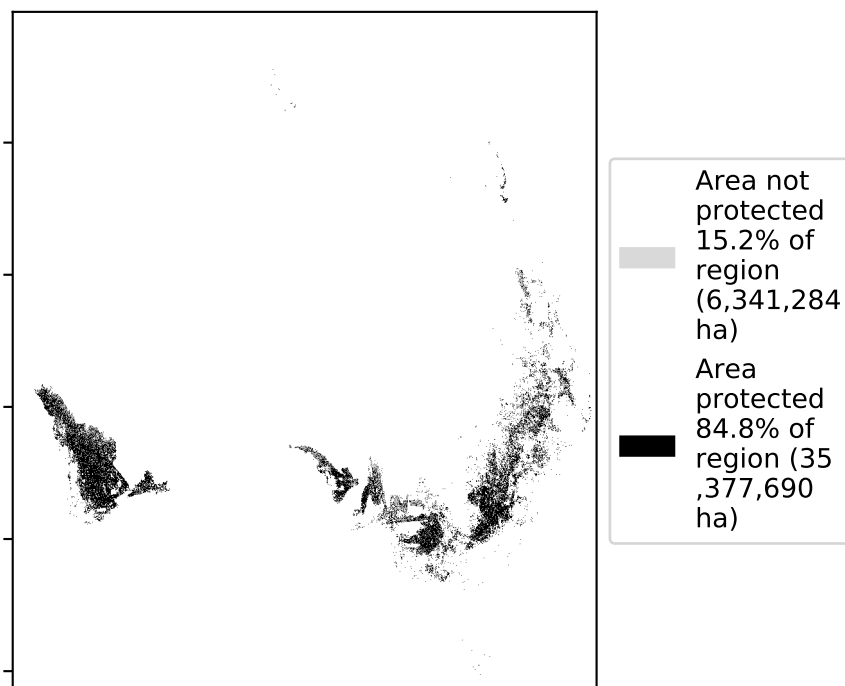 Area not
protected
15.2% of
region
(6,341,284
ha)
Area
protected
84.8% of
region (35
,377,690
ha)